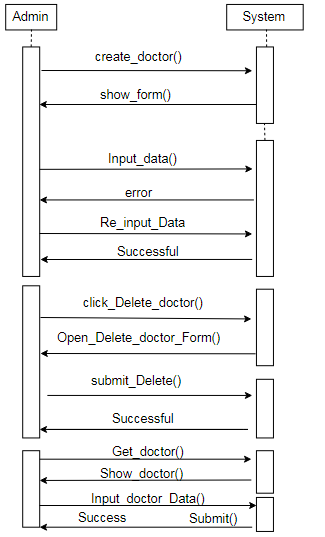 Admin
System
create_doctor()
show_form()
Input_data()
error
Re_input_Data
Successful
click_Delete_doctor()
Open_Delete_doctor_Form()
submit_Delete()
Successful
Get_doctor()
Show_doctor()
Input_doctor_Data()
Success Submit()